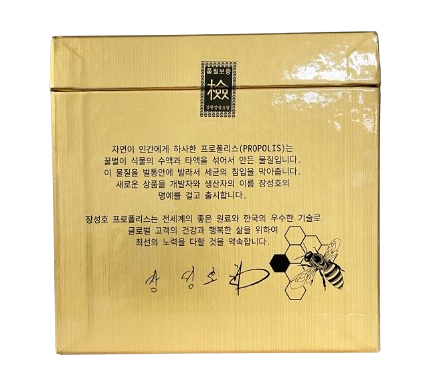 품질보증
檢
자연이 인간에게 하사한 프로폴리스(PROPOLIS)는
꿀벌이 식물의 수액과 타액을 섞어서 만든 물질입니다.
이 물질을 벌통안에 발라서 세균의 침입을 막아줍니다.
새로운 상품을 개발자와 생산자의 이름 장성호의
명예를 걸고 출시합니다.
장성호 프로폴리스는 전세계의 좋은 원료와 한국의 우수한 기술로
글로벌 고객의 건강과 행복한 삶을 위하여
최선의 노력을 다할 것을 약속합니다.